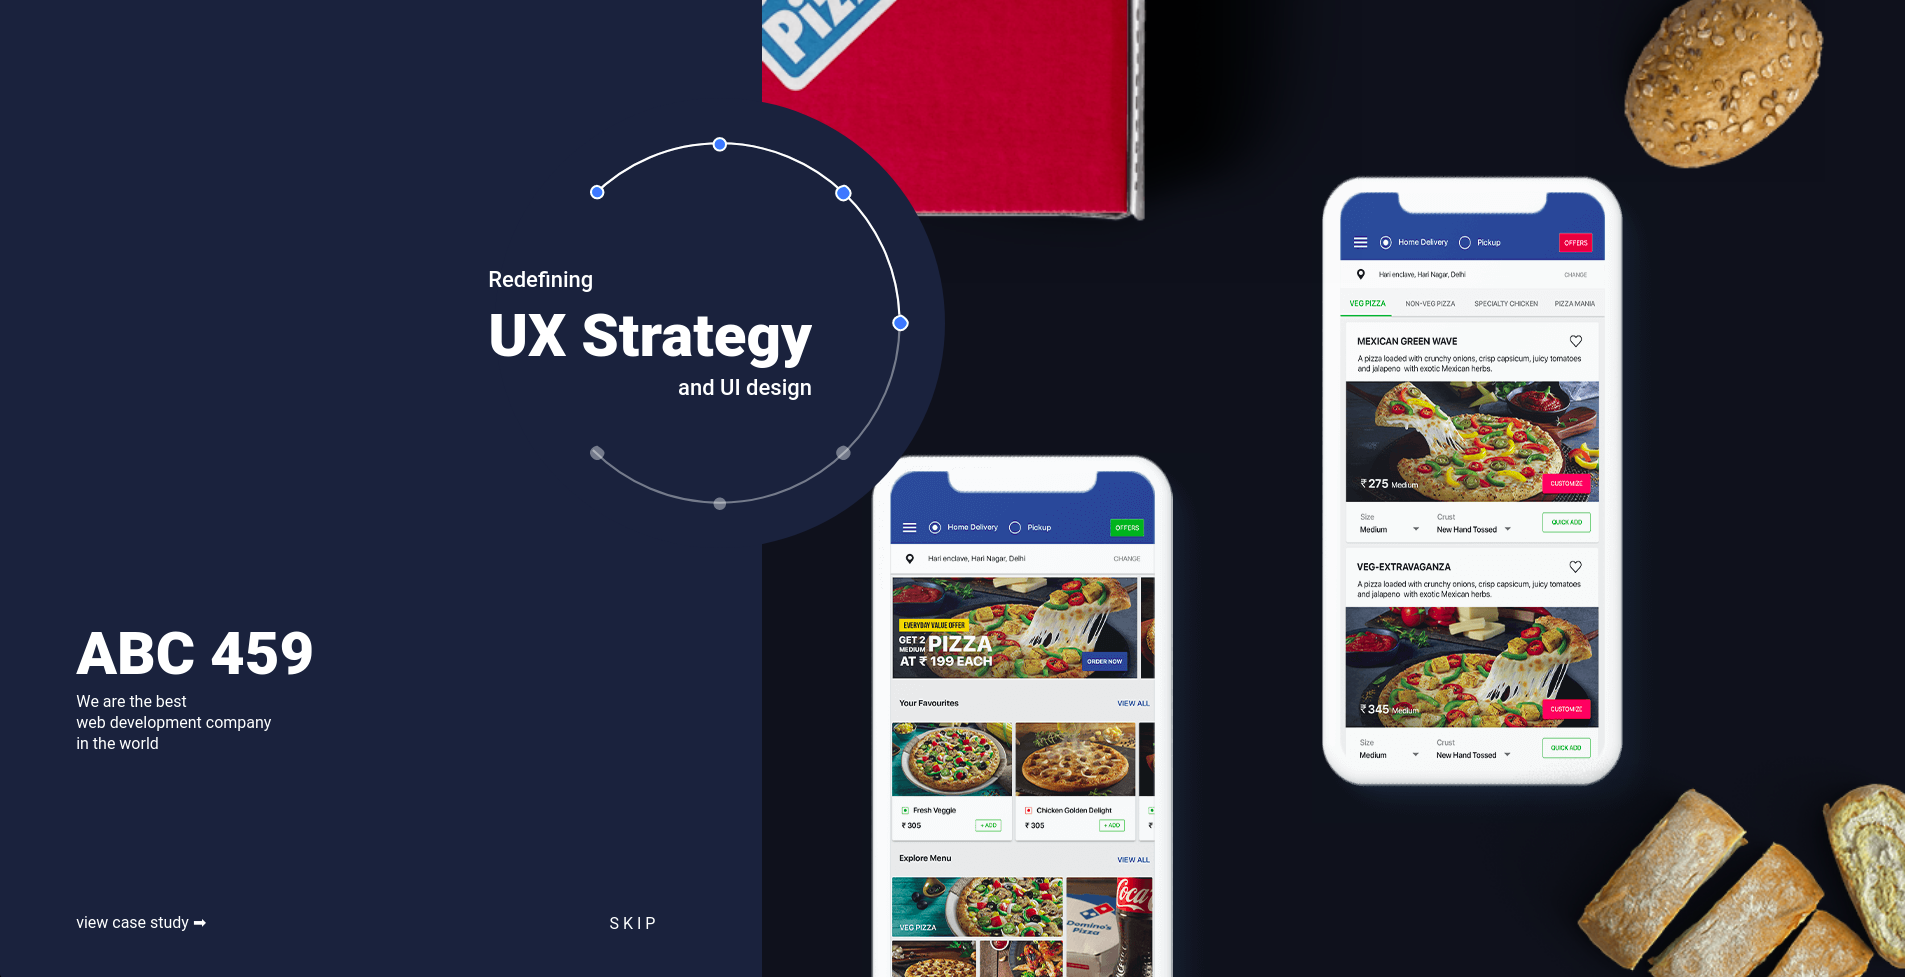 Pizz
Redefining
UX Strategy
and UI design
ABC 459
We are the best
web development company
in the world
view case study ➡
SKIP
Home Delivery
Pickup
OFFERS
Hari enclave, Hari Nagar, Delhi
CHANGE
EVERYDAY VALUE OFFER
GET 2
MEDIUM
PIZZA
AT ₹ 199 EACH
ORDER NOW
Your Favourites
VIEW ALL
Fresh Veggie
₹ 305
+ ADD
Chicken Golden Delight
₹ 305
+ ADD
₹
Explore Menu
VIEW ALL
VEG PIZZA
Domino's
Pizza
Coca
Home Delivery
Pickup
OFFERS
Hari enclave, Hari Nagar, Delhi
CHANGE
VEG PIZZA
NON-VEG PIZZA
SPECIALTY CHICKEN
PIZZA MANIA
MEXICAN GREEN WAVE
A pizza loaded with crunchy onions, crisp capsicum, juicy tomatoes
and jalapeno with exotic Mexican herbs.
₹ 275 Medium
CUSTOMIZE
Size
Medium
Crust
New Hand Tossed
QUICK ADD
VEG-EXTRAVAGANZA
A pizza loaded with crunchy onions, crisp capsicum, juicy tomatoes
and jalapeno with exotic Mexican herbs.
₹ 345 Medium
CUSTOMIZE
Size
Medium
Crust
New Hand Tossed
QUICK ADD